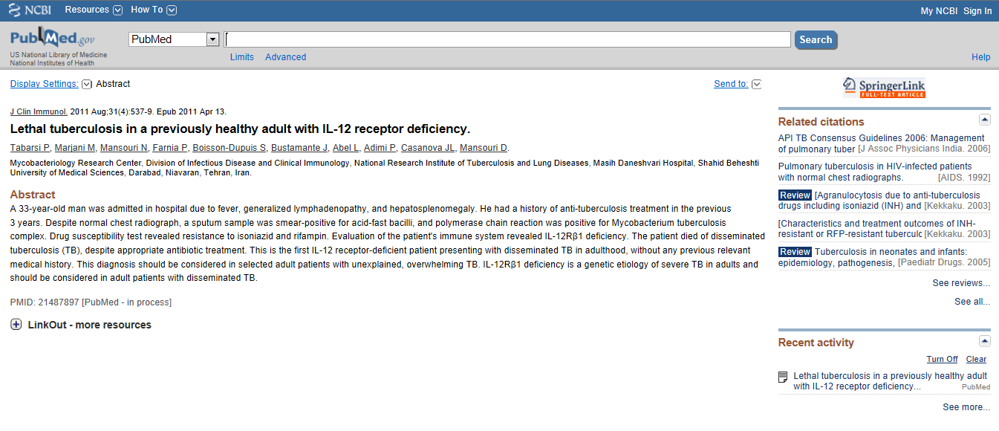 NCBI Resources How To My NCBI Sign In
PubMed.gov
US National Library of Medicine
National Institutes of Health
PubMed
Search
Limits Advanced
Help
Display Settings: Abstract
Send to:
J Clin Immunol. 2011 Aug;31(4):537-9. Epub 2011 Apr 13.
Lethal tuberculosis in a previously healthy adult with IL-12 receptor deficiency.
Tabarsi P, Marjani M, Mansouri N, Farnia P, Boisson-Dupuis S, Bustamante J, Abel L, Adimi P, Casanova JL, Mansouri D.
Mycobacteriology Research Center, Division of Infectious Disease and Clinical Immunology, National Research Institute of Tuberculosis and Lung Diseases, Masih Daneshvari Hospital, Shahid Beheshti
University of Medical Sciences, Darabad, Niavaran, Tehran, Iran.
Abstract
A 33-year-old man was admitted in hospital due to fever, generalized lymphadenopathy, and hepatosplenomegaly. He had a history of anti-tuberculosis treatment in the previous
3 years. Despite normal chest radiograph, a sputum sample was smear-positive for acid-fast bacilli, and polymerase chain reaction was positive for Mycobacterium tuberculosis
complex. Drug susceptibility test revealed resistance to isoniazid and rifampin. Evaluation of the patient's immune system revealed IL-12Rβ1 deficiency. The patient died of disseminated
tuberculosis (TB), despite appropriate antibiotic treatment. This is the first IL-12 receptor-deficient patient presenting with disseminated TB in adulthood, without any previous relevant
medical history. This diagnosis should be considered in selected adult patients with unexplained, overwhelming TB. IL-12Rβ1 deficiency is a genetic etiology of severe TB in adults and
should be considered in adult patients with disseminated TB.
PMID: 21487897 [PubMed - in process]
LinkOut - more resources
SpringerLink
FULL-TEXT ARTICLE
Related citations
API TB Consensus Guidelines 2006: Management
of pulmonary tuber [J Assoc Physicians India. 2006]
Pulmonary tuberculosis in HIV-infected patients
with normal chest radiographs. [AIDS. 1992]
Review [Agranulocytosis due to anti-tuberculosis
drugs including isoniazid (INH) and [Kekkaku. 2003]
[Characteristics and treatment outcomes of INH-
resistant or RFP-resistant tuberculc [Kekkaku. 2003]
Review Tuberculosis in neonates and infants:
epidemiology, pathogenesis, [Paediatr Drugs. 2005]
See reviews...
See all...
Recent activity
Turn Off Clear
Lethal tuberculosis in a previously healthy adult
with IL-12 receptor deficiency... PubMed
See more...